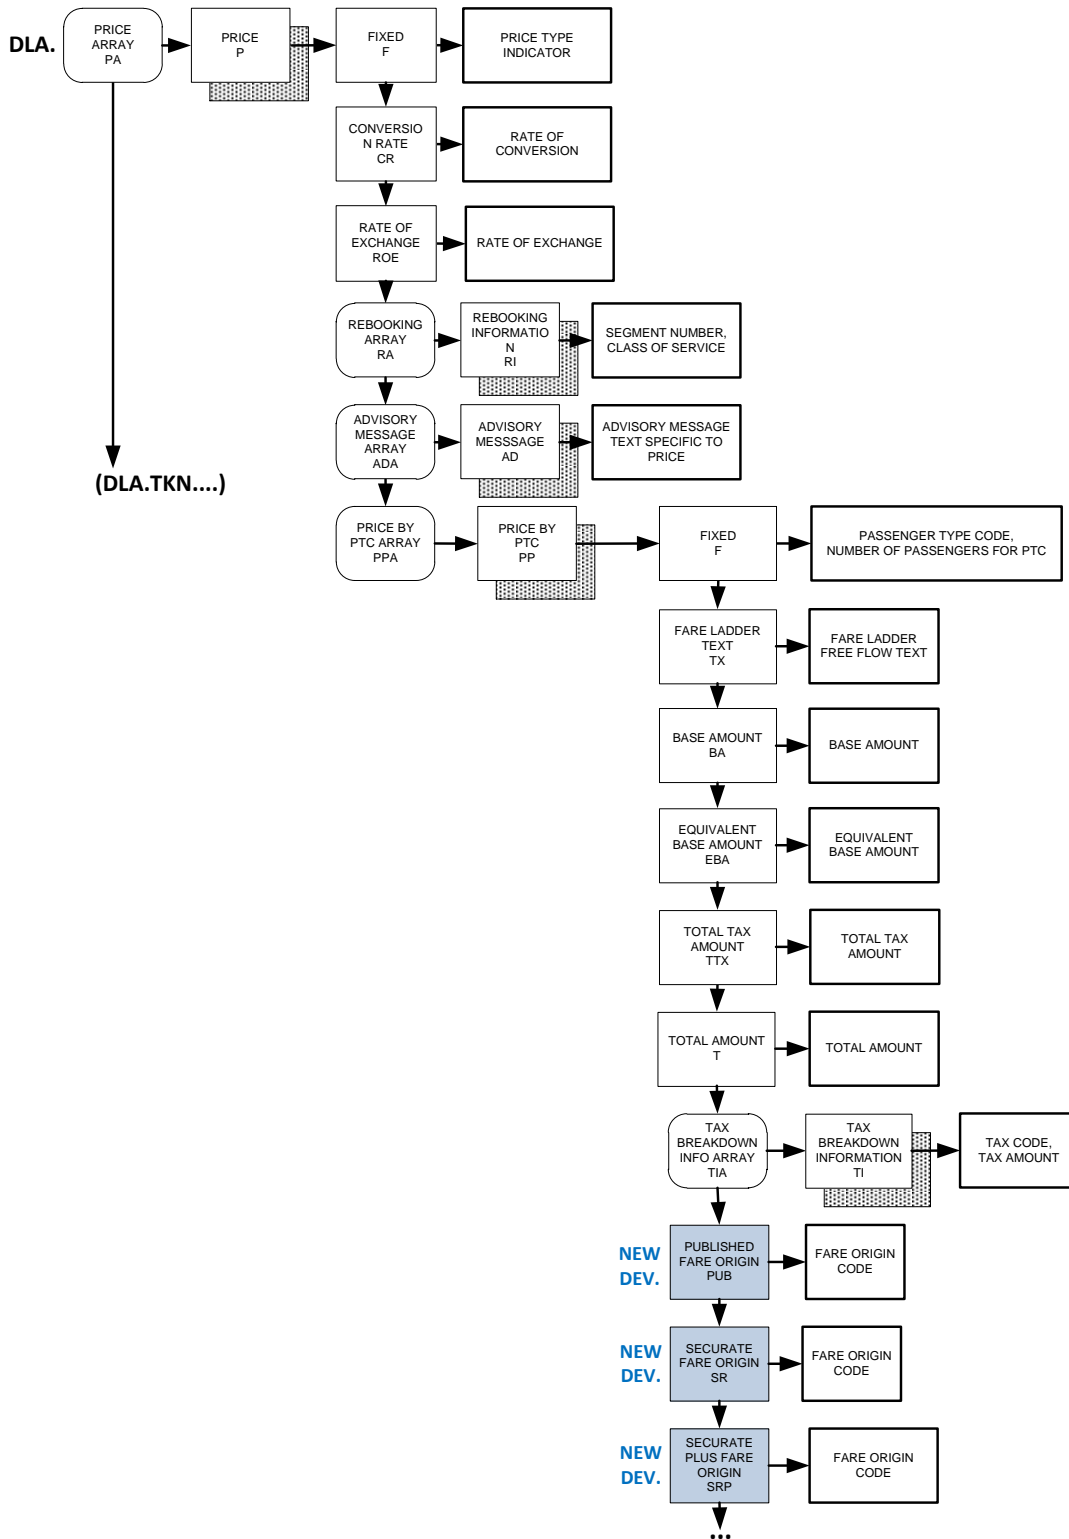 DLA.
PRICE
ARRAY
PA
PRICE
P
FIXED
F
PRICE TYPE
INDICATOR
CONVERSIO
N RATE
CR
RATE OF
CONVERSION
RATE OF
EXCHANGE
ROE
RATE OF EXCHANGE
REBOOKING
ARRAY
RA
REBOOKING
INFORMATIO
N
RI
SEGMENT NUMBER,
CLASS OF SERVICE
ADVISORY
MESSAGE
ARRAY
ADA
ADVISORY
MESSSAGE
AD
ADVISORY MESSAGE
TEXT SPECIFIC TO
PRICE
(DLA.TKN....)
PRICE BY
PTC ARRAY
PPA
PRICE BY
PTC
PP
FIXED
F
PASSENGER TYPE CODE,
NUMBER OF PASSENGERS FOR PTC
FARE LADDER
TEXT
TX
FARE LADDER
FREE FLOW TEXT
BASE AMOUNT
BA
BASE AMOUNT
EQUIVALENT
BASE AMOUNT
EBA
EQUIVALENT
BASE AMOUNT
TOTAL TAX
AMOUNT
TTX
TOTAL TAX
AMOUNT
TOTAL AMOUNT
T
TOTAL AMOUNT
TAX
BREAKDOWN
INFO ARRAY
TIA
TAX
BREAKDOWN
INFORMATION
TI
TAX CODE,
TAX AMOUNT
NEW
DEV.
PUBLISHED
FARE ORIGIN
PUB
FARE ORIGIN
CODE
NEW
DEV.
SECURATE
FARE ORIGIN
SR
FARE ORIGIN
CODE
NEW
DEV.
SECURATE
PLUS FARE
ORIGIN
SRP
FARE ORIGIN
CODE
...